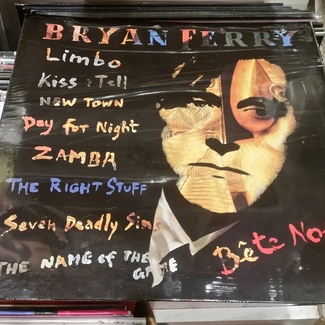 BRYAN FERRY
Limbo
Kiss & Tell
NEW TOWN
Day for Night
ZAMBA
THE RIGHT STUFF
Seven Deadly Sins
THE NAME OF THE
GAME
Bête No